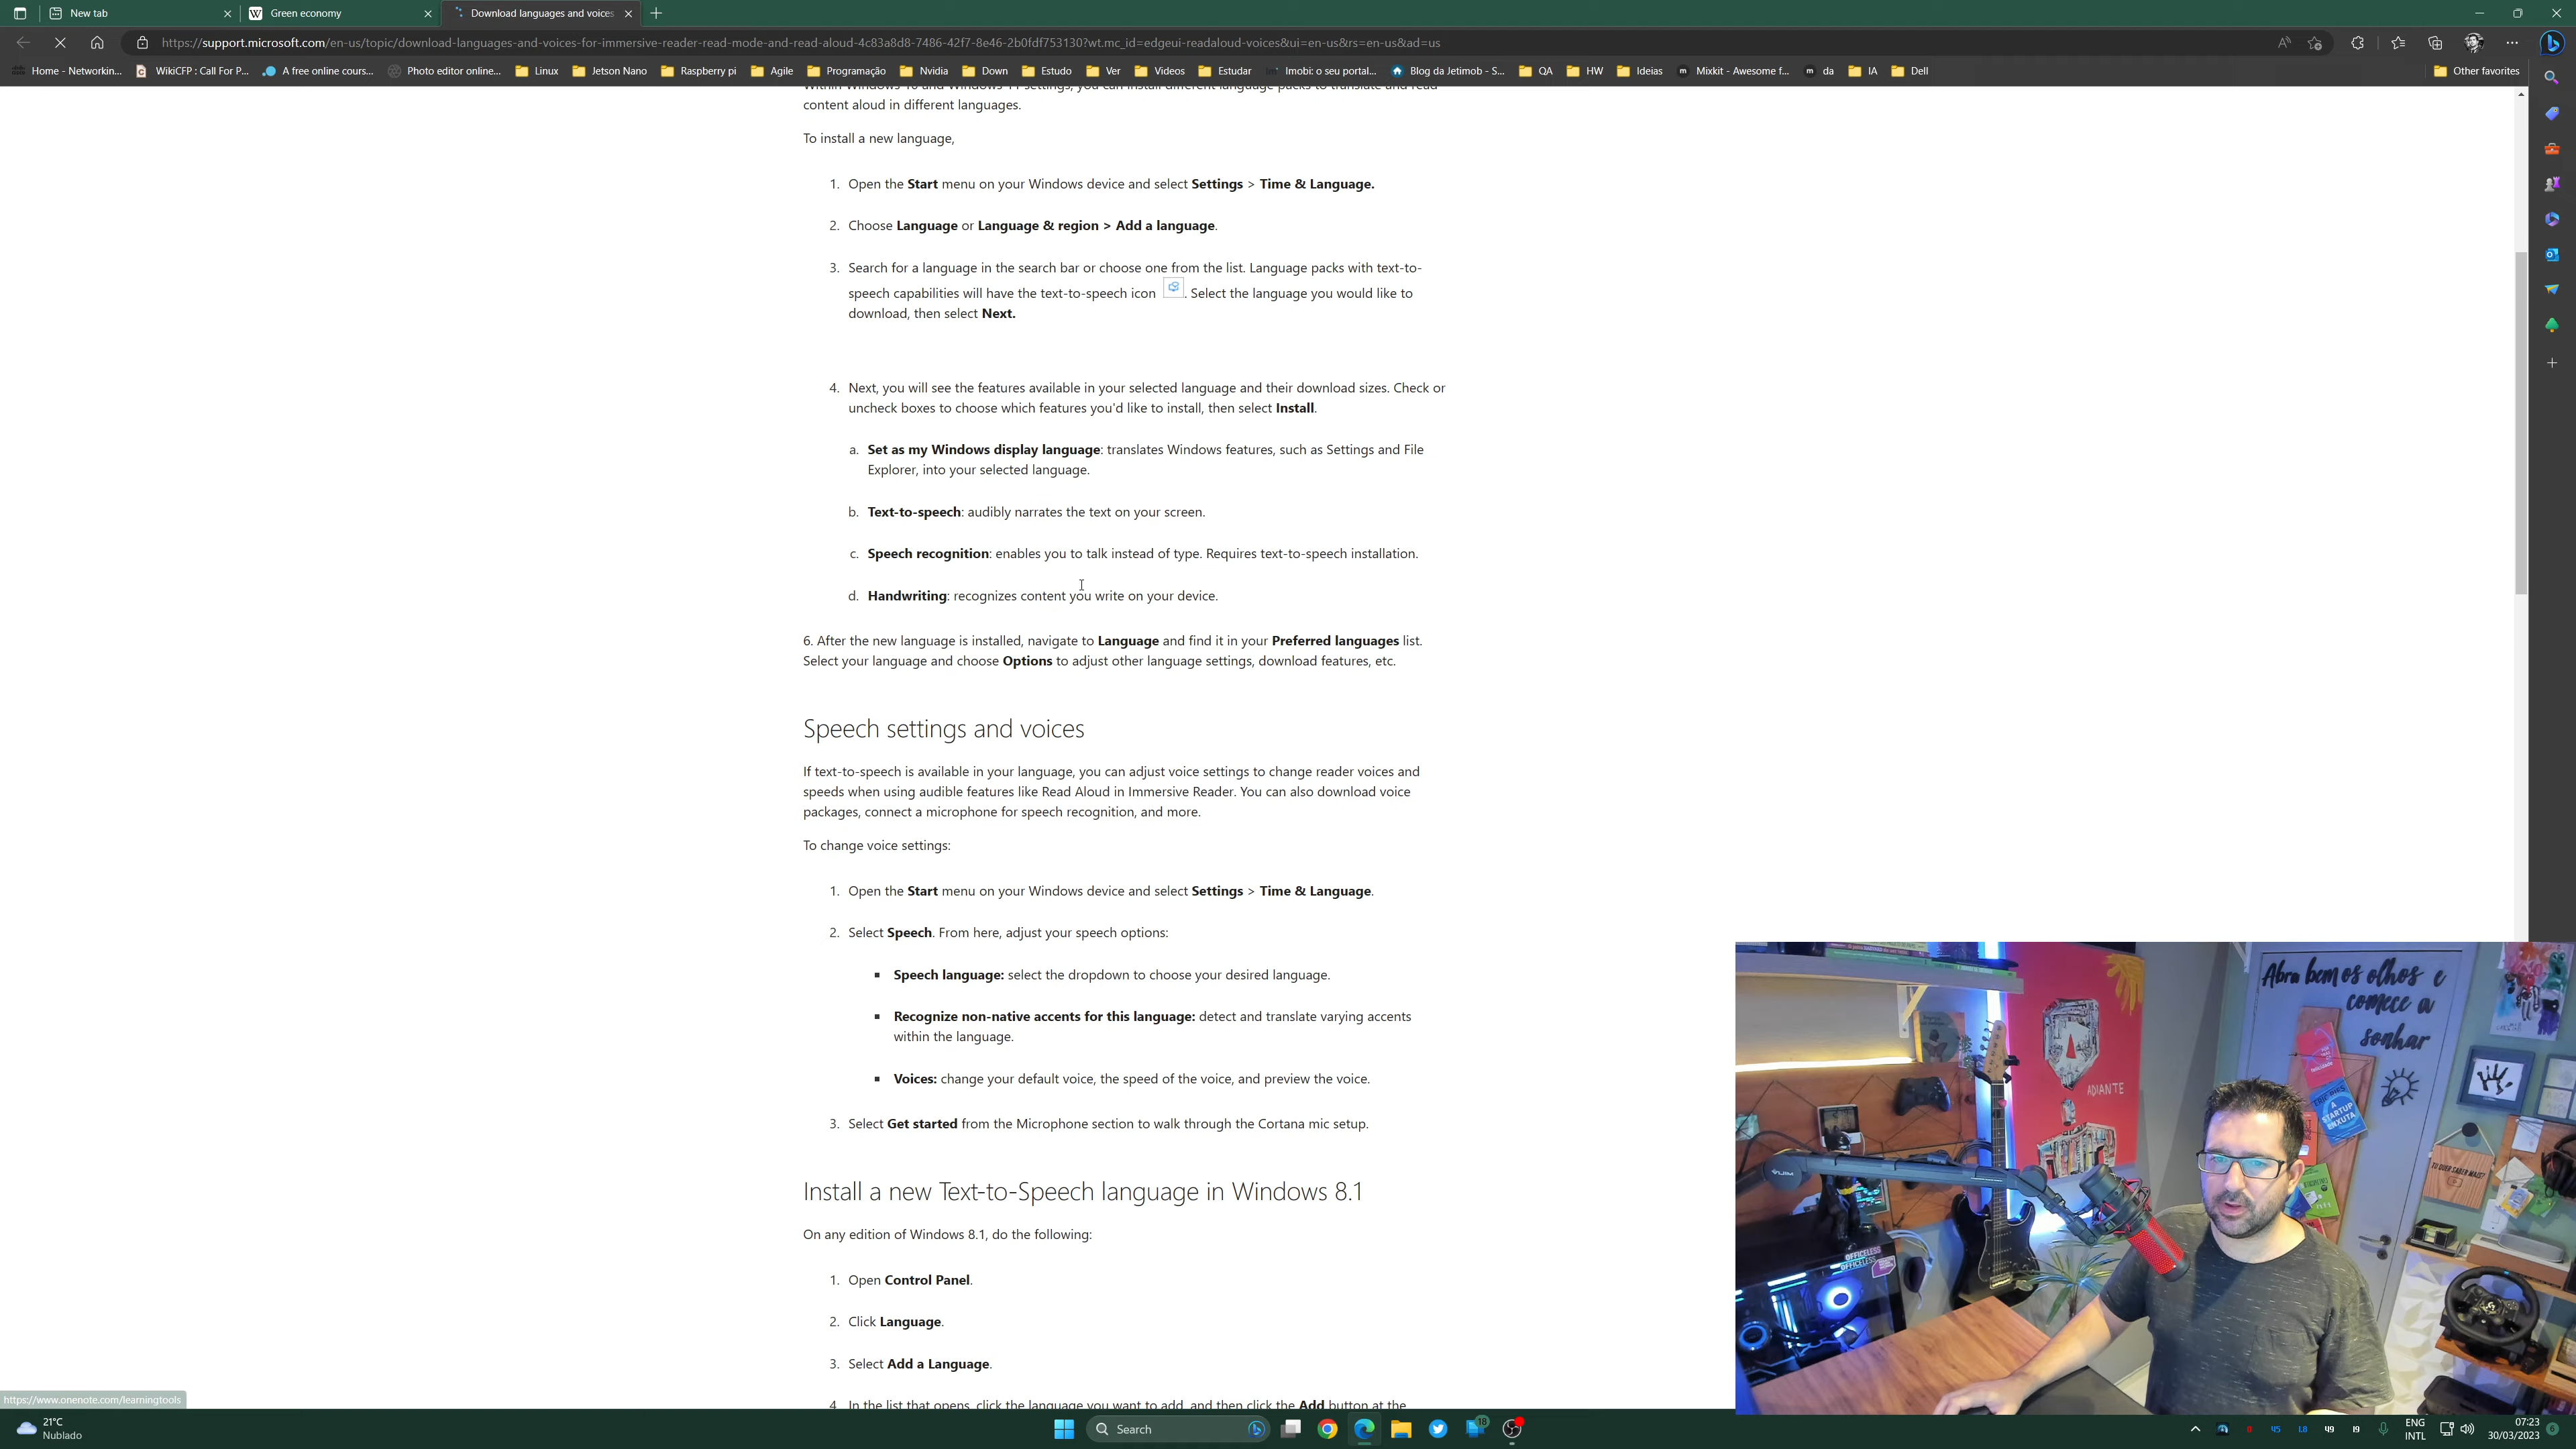 New tab
Green economy
Download languages and voices
https://support.microsoft.com/en-us/topic/download-languages-and-voices-for-immersive-reader-read-mode-and-read-aloud-4c83a8d8-7486-42f7-8e46-2b0fdf753130?wt.mc_id=edgeui-readaloud-voices&ui=en-us&rs=en-us&ad=us
Home - Networkin... WikiCFP : Call For P... A free online cours... Photo editor online... Linux Jetson Nano Raspberry pi Agile Programação Nvidia Down Estudo Ver Videos Estudar Imobi: o seu portal... Blog da Jetimob - S... QA HW Ideias Mixkit - Awesome f... da IA Dell Other favorites
Within Windows 10 and Windows 11 settings, you can install different language packs to translate and read
content aloud in different languages.
To install a new language,
1. Open the Start menu on your Windows device and select Settings > Time & Language.
2. Choose Language or Language & region > Add a language.
3. Search for a language in the search bar or choose one from the list. Language packs with text-to-
speech capabilities will have the text-to-speech icon . Select the language you would like to
download, then select Next.
4. Next, you will see the features available in your selected language and their download sizes. Check or
uncheck boxes to choose which features you'd like to install, then select Install.
a. Set as my Windows display language: translates Windows features, such as Settings and File
Explorer, into your selected language.
b. Text-to-speech: audibly narrates the text on your screen.
c. Speech recognition: enables you to talk instead of type. Requires text-to-speech installation.
d. Handwriting: recognizes content you write on your device.
6. After the new language is installed, navigate to Language and find it in your Preferred languages list.
Select your language and choose Options to adjust other language settings, download features, etc.
Speech settings and voices
If text-to-speech is available in your language, you can adjust voice settings to change reader voices and
speeds when using audible features like Read Aloud in Immersive Reader. You can also download voice
packages, connect a microphone for speech recognition, and more.
To change voice settings:
1. Open the Start menu on your Windows device and select Settings > Time & Language.
2. Select Speech. From here, adjust your speech options:
▪ Speech language: select the dropdown to choose your desired language.
▪ Recognize non-native accents for this language: detect and translate varying accents
within the language.
▪ Voices: change your default voice, the speed of the voice, and preview the voice.
3. Select Get started from the Microphone section to walk through the Cortana mic setup.
Install a new Text-to-Speech language in Windows 8.1
On any edition of Windows 8.1, do the following:
1. Open Control Panel.
2. Click Language.
3. Select Add a Language.
4. In the list that opens, click the language you want to add, and then click the Add button at the
https://www.onenote.com/learningtools
Abra bem os olhos e
comece a
sonhar
ADIANTE
A
STARTUP
ENXUTA
TU QUER SABER MAIS?
OFFICELESS
OFFICELESS
21°C
Nublado
Search
18
45
49
19
ENG
INTL
07:23
30/03/2023
6